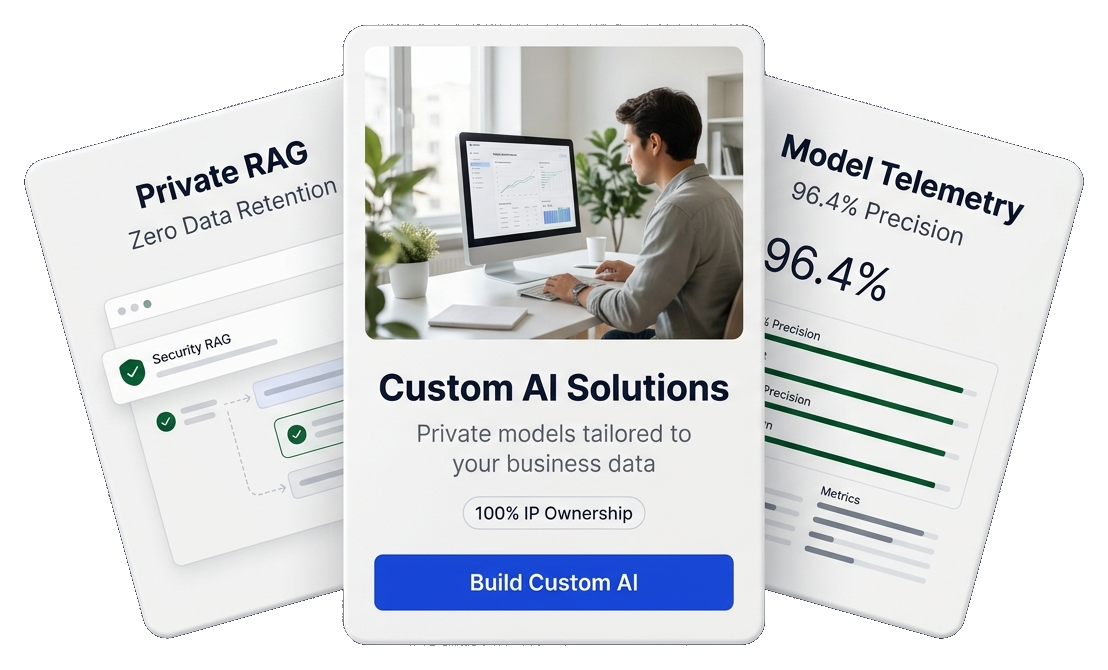 Private RAG
Zero Data Retention
Security RAG
Custom AI Solutions
Private models tailored to
your business data
100% IP Ownership
Build Custom AI
Model Telemetry
96.4% Precision
96.4%
% Precision
Precision
Metrics